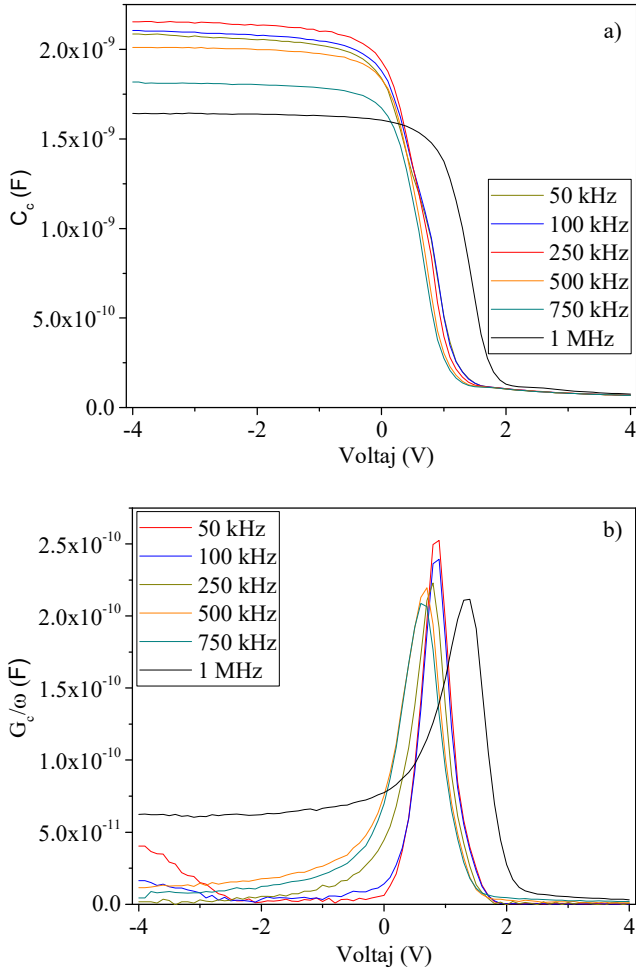 a)
2.0x10⁻⁹
1.5x10⁻⁹
1.0x10⁻⁹
5.0x10⁻¹⁰
0.0
C_c (F)
50 kHz
100 kHz
250 kHz
500 kHz
750 kHz
1 MHz
-4 -2 0 2 4
Voltaj (V)
b)
50 kHz
100 kHz
250 kHz
500 kHz
750 kHz
1 MHz
2.5x10⁻¹⁰
2.0x10⁻¹⁰
1.5x10⁻¹⁰
1.0x10⁻¹⁰
5.0x10⁻¹¹
0.0
G_c/ω (F)
-4 -2 0 2 4
Voltaj (V)